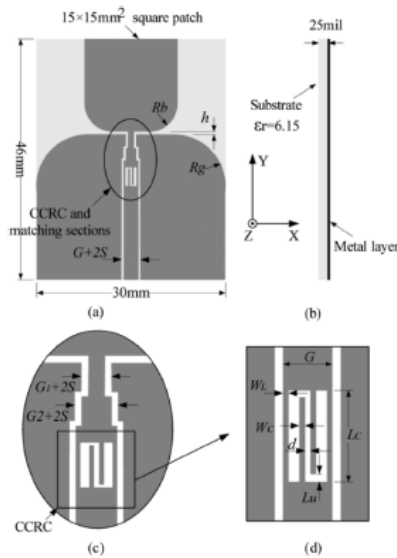 (a)
15×15mm² square patch
(b)
25mil
Rb
h
Substrate
εr=6.15
46mm
Rg
Y
CCRC and
matching sections
Z
X
G+2S
Metal layer
30mm
(a)
(b)
G1+2S
G2+2S
CCRC
(c)
G
WL
Wc
Lc
d
Lu
(d)